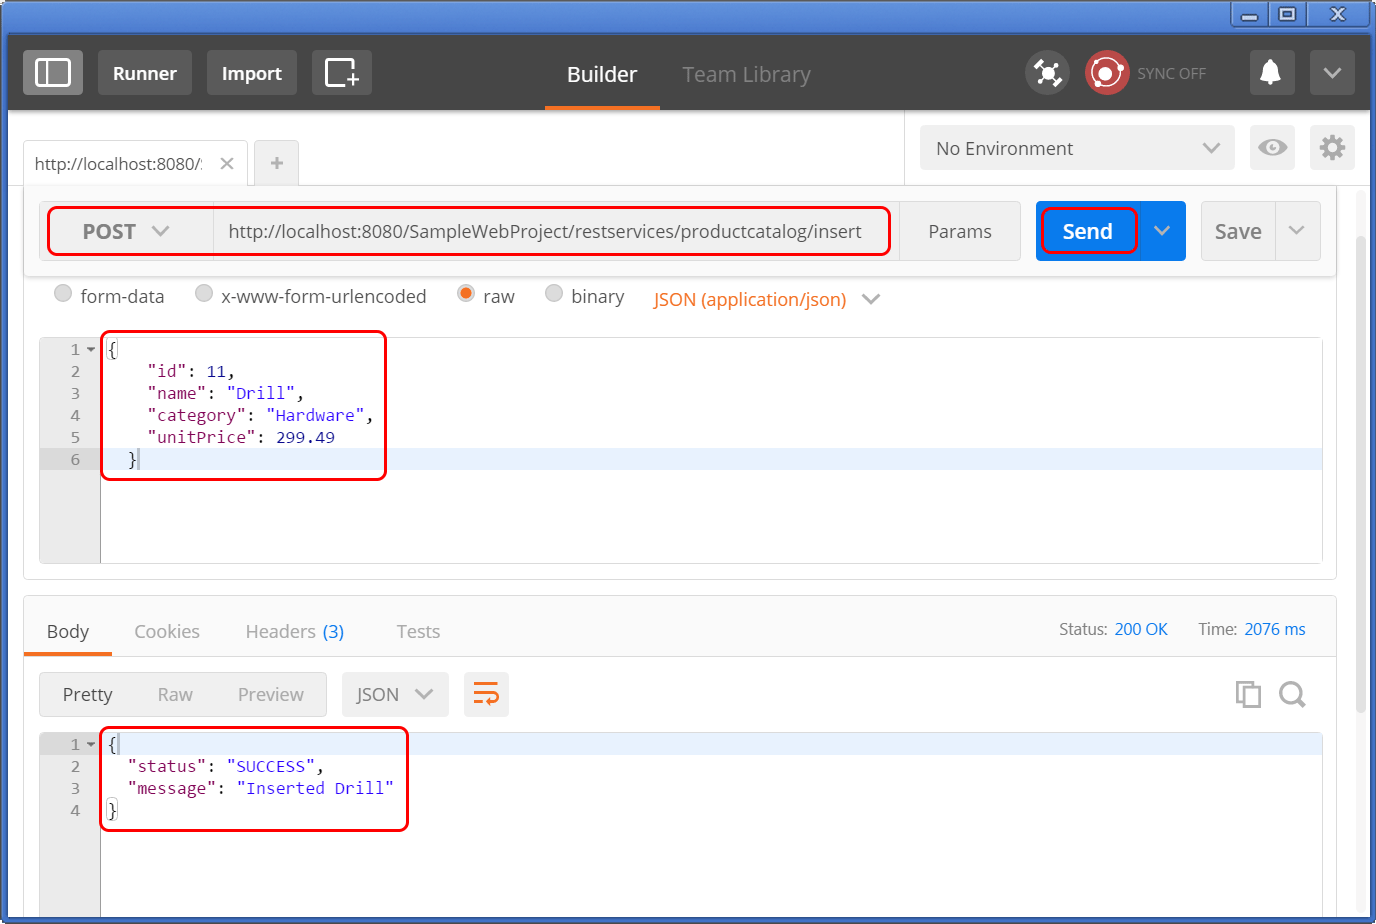 Runner
Import
Builder
Team Library
SYNC OFF
http://localhost:8080/
No Environment
POST
http://localhost:8080/SampleWebProject/restservices/productcatalog/insert
Params
Send
Save
form-data
x-www-form-urlencoded
raw
binary
JSON (application/json)
1 {
2 "id": 11,
3 "name": "Drill",
4 "category": "Hardware",
5 "unitPrice": 299.49
6 }
Body
Cookies
Headers (3)
Tests
Status: 200 OK
Time: 2076 ms
Pretty
Raw
Preview
JSON
1 {
2 "status": "SUCCESS",
3 "message": "Inserted Drill"
4 }